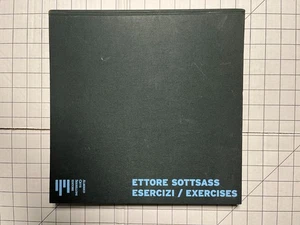 ETTORE SOTTSASS
ESERCIZI / EXERCISES